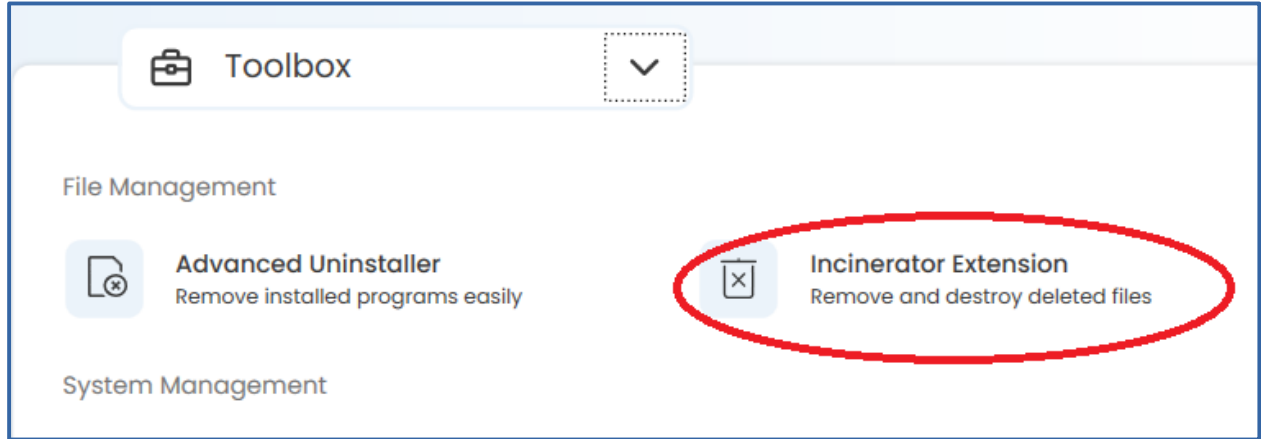 Toolbox
File Management
Advanced Uninstaller
Remove installed programs easily
Incinerator Extension
Remove and destroy deleted files
System Management